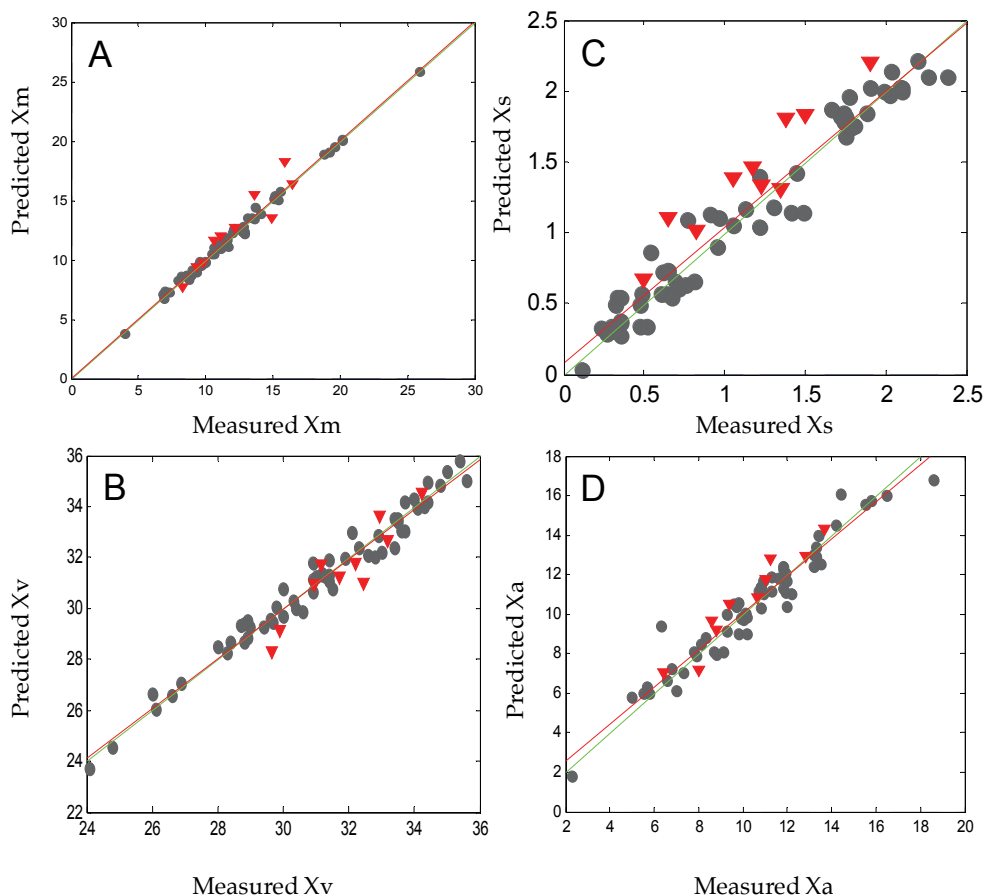 A
Predicted Xm
30
25
20
15
10
5
0
0 5 10 15 20 25 30
Measured Xm
C
Predicted Xs
2.5
2
1.5
1
0.5
0
0 0.5 1 1.5 2 2.5
Measured Xs
B
Predicted Xv
36
34
32
30
28
26
24
22
24 26 28 30 32 34 36
Measured Xv
D
Predicted Xa
18
16
14
12
10
8
6
4
2
0
2 4 6 8 10 12 14 16 18 20
Measured Xa